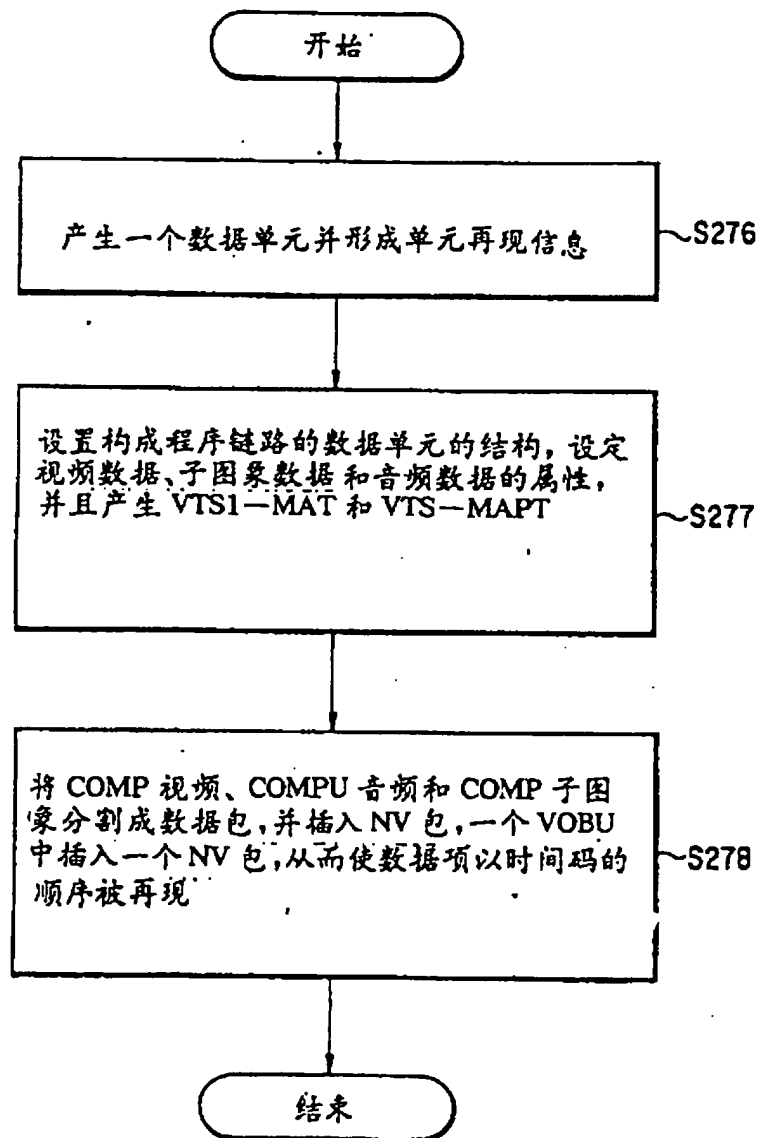 开始
产生一个数据单元并形成单元再现信息
S276
设置构成程序链路的数据单元的结构，设定
视频数据、子图象数据和音频数据的属性，
并且产生 VTS1－MAT 和 VTS－MAPT
S277
将 COMP 视频、COMPU 音频和 COMP 子图
象分割成数据包，并插入 NV 包，一个 VOBU
中插入一个 NV 包，从而使数据项以时间码的
顺序被再现
S278
结束